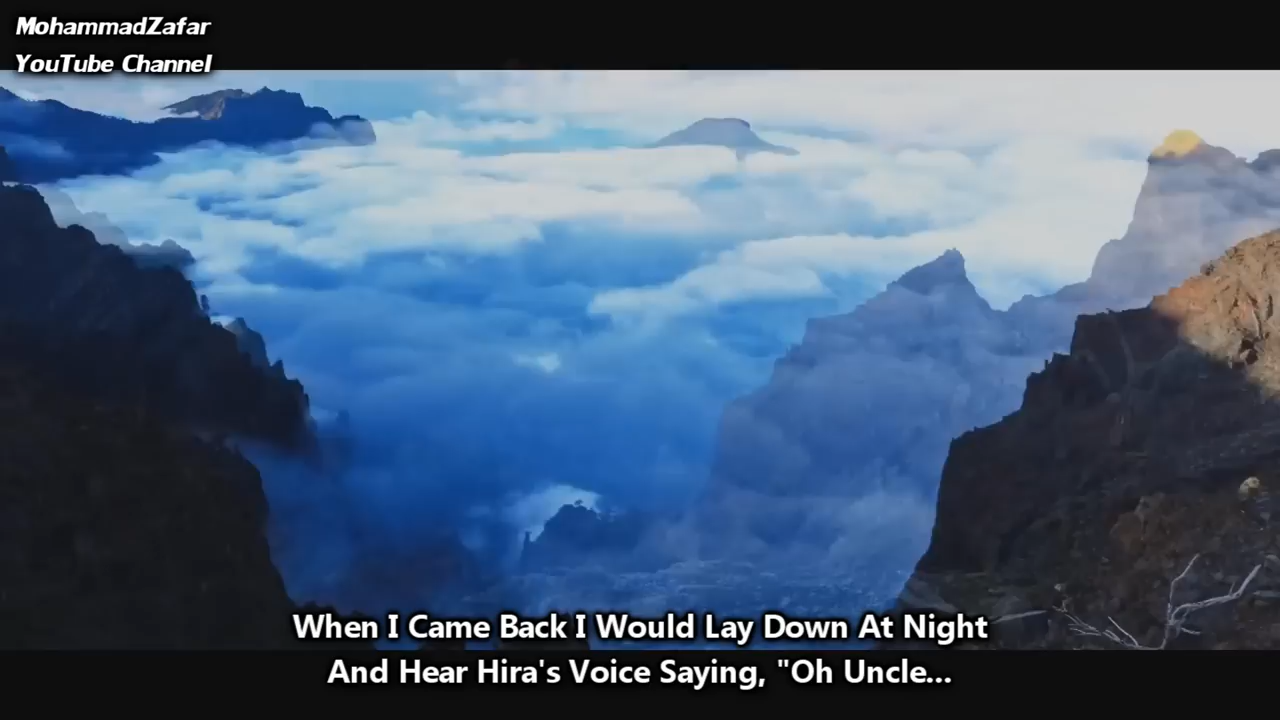 MohammadZafar
YouTube Channel
When I Came Back I Would Lay Down At Night
And Hear Hira's Voice Saying, "Oh Uncle...